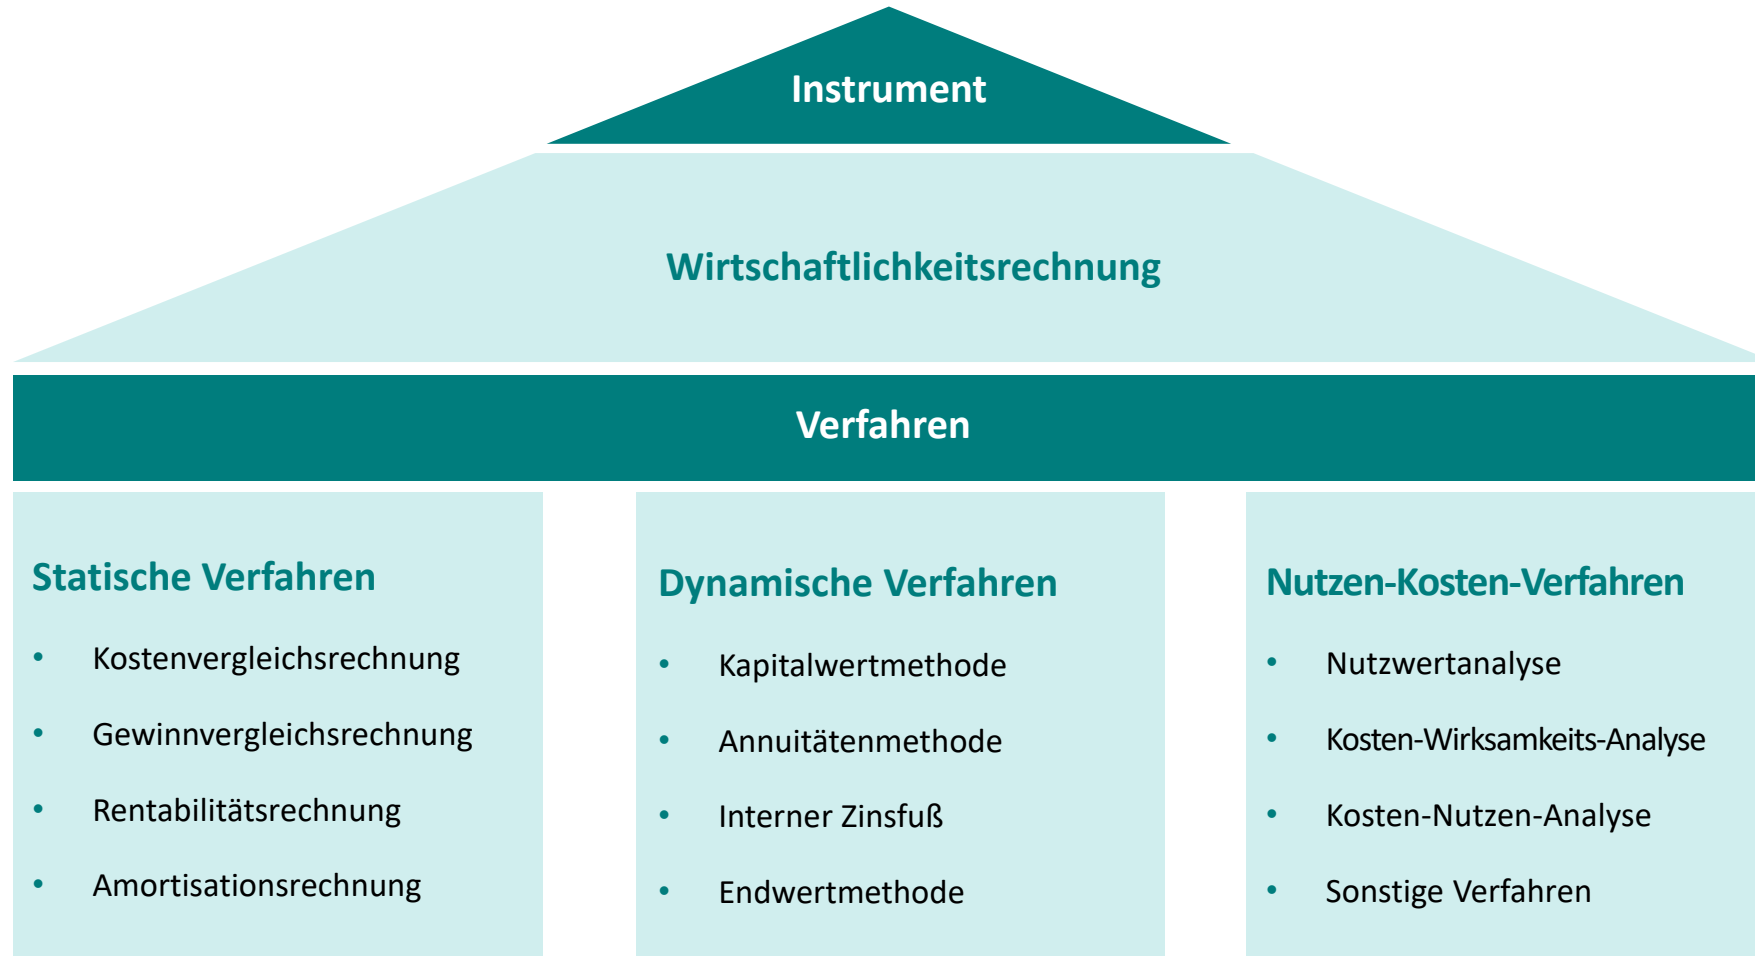 Instrument
Wirtschaftlichkeitsrechnung
Verfahren
Statische Verfahren
• Kostenvergleichsrechnung
• Gewinnvergleichsrechnung
• Rentabilitätsrechnung
• Amortisationsrechnung
Dynamische Verfahren
• Kapitalwertmethode
• Annuitätenmethode
• Interner Zinsfuß
• Endwertmethode
Nutzen-Kosten-Verfahren
• Nutzwertanalyse
• Kosten-Wirksamkeits-Analyse
• Kosten-Nutzen-Analyse
• Sonstige Verfahren